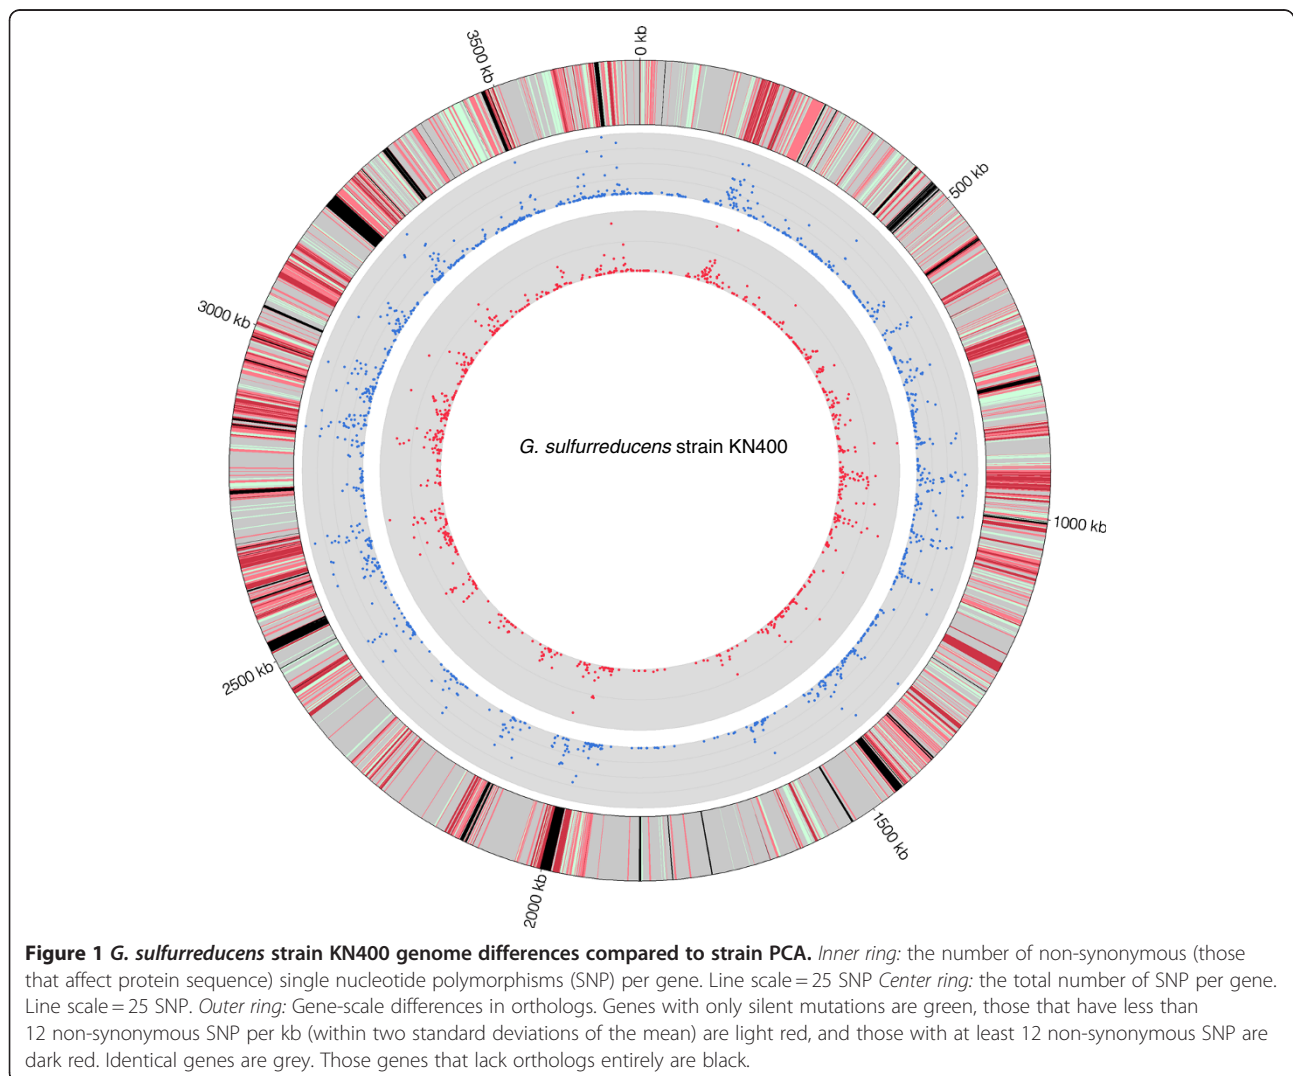 0 kb
500 kb
1000 kb
1500 kb
2000 kb
2500 kb
3000 kb
3500 kb
G. sulfurreducens strain KN400
Figure 1 G. sulfurreducens strain KN400 genome differences compared to strain PCA. Inner ring: the number of non-synonymous (those
that affect protein sequence) single nucleotide polymorphisms (SNP) per gene. Line scale = 25 SNP Center ring: the total number of SNP per gene.
Line scale = 25 SNP. Outer ring: Gene-scale differences in orthologs. Genes with only silent mutations are green, those that have less than
12 non-synonymous SNP per kb (within two standard deviations of the mean) are light red, and those with at least 12 non-synonymous SNP are
dark red. Identical genes are grey. Those genes that lack orthologs entirely are black.